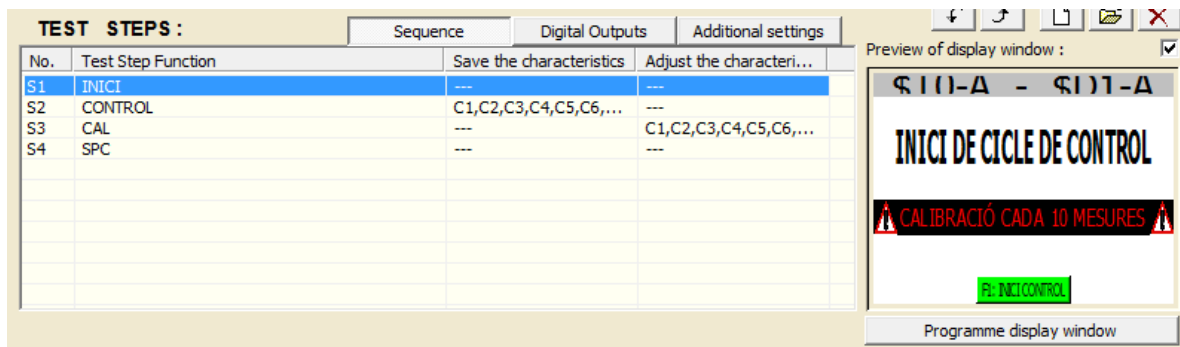 TEST STEPS:
Sequence
Digital Outputs
Additional settings
No. Test Step Function Save the characteristics Adjust the characteri...
S1 INICI --- ---
S2 CONTROL C1,C2,C3,C4,C5,C6,... ---
S3 CAL --- C1,C2,C3,C4,C5,C6,...
S4 SPC --- ---
Preview of display window :
INICI DE CICLE DE CONTROL
CALIBRACIÓ CADA 10 MESURES
F1: INICI CONTROL
Programme display window